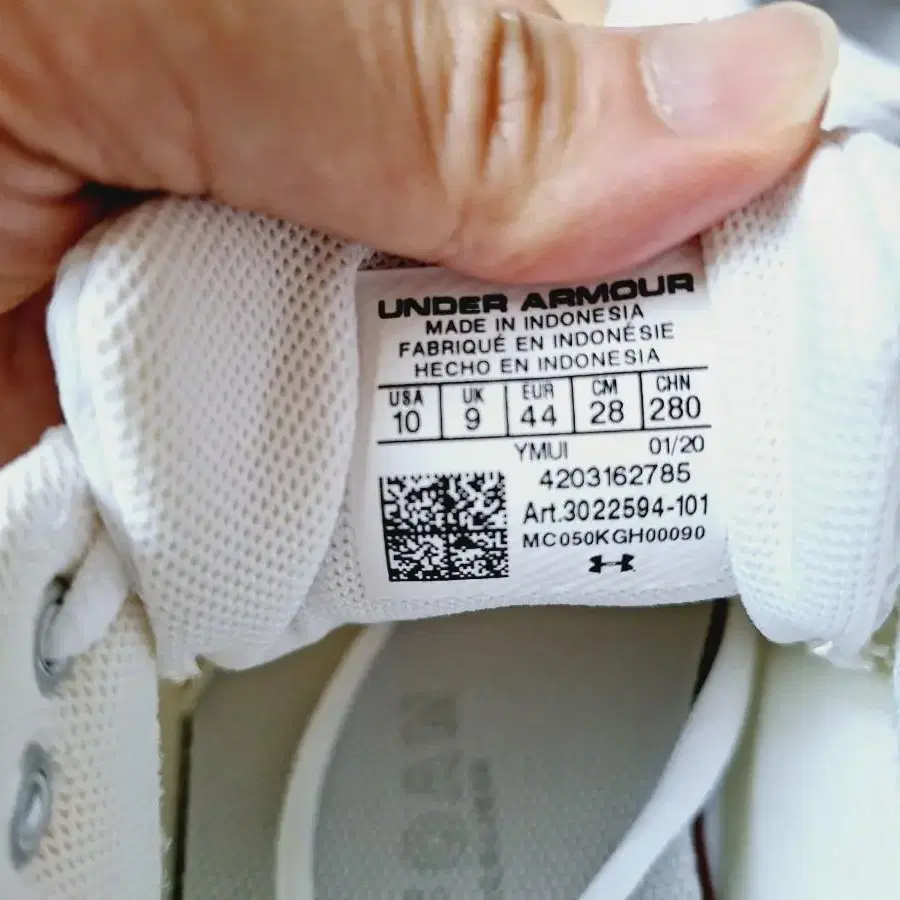 UNDER ARMOUR
MADE IN INDONESIA
FABRIQUÉ EN INDONÉSIE
HECHO EN INDONESIA
USA UK EUR CM CHN
10 9 44 28 280
YMUI 01/20
4203162785
Art.3022594-101
MC050KGH00090